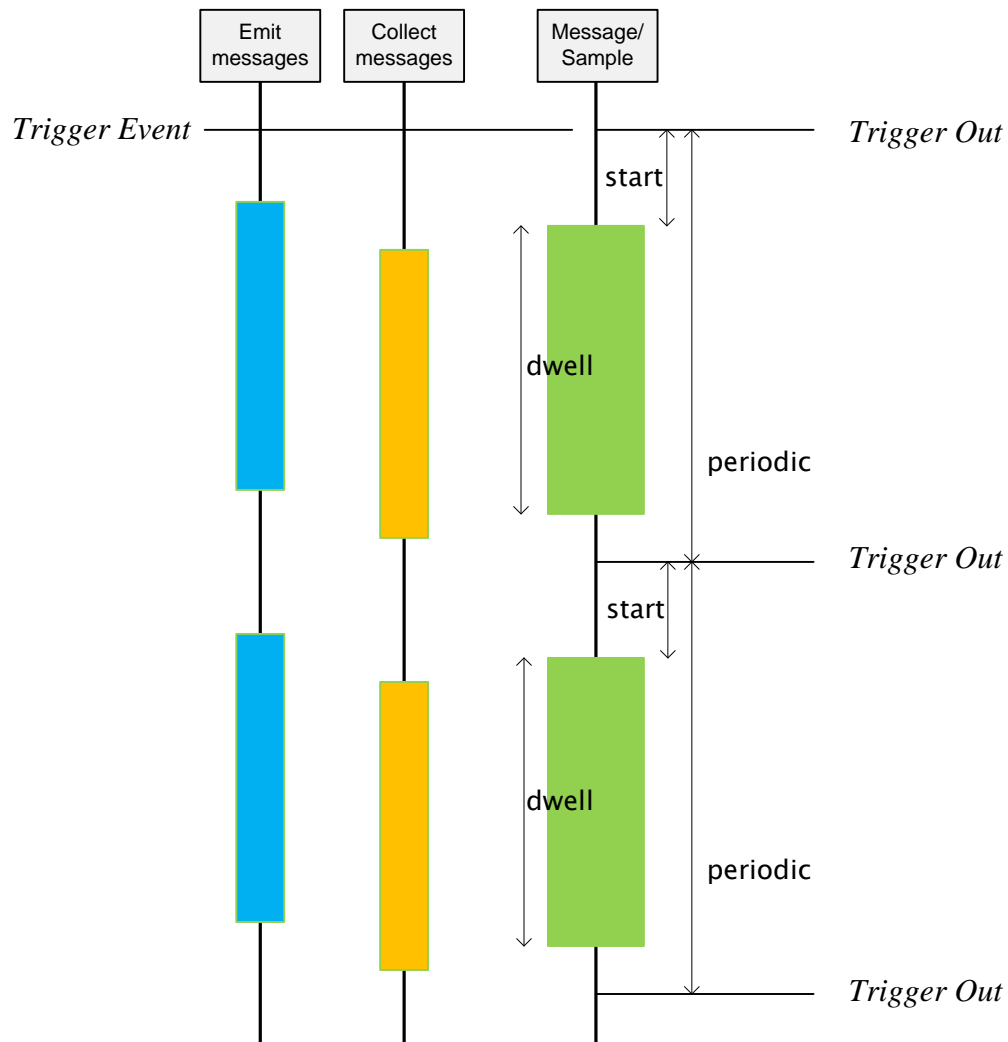 Emit
messages
Collect
messages
Message/
Sample
Trigger Event
Trigger Out
start
dwell
periodic
Trigger Out
start
dwell
periodic
Trigger Out